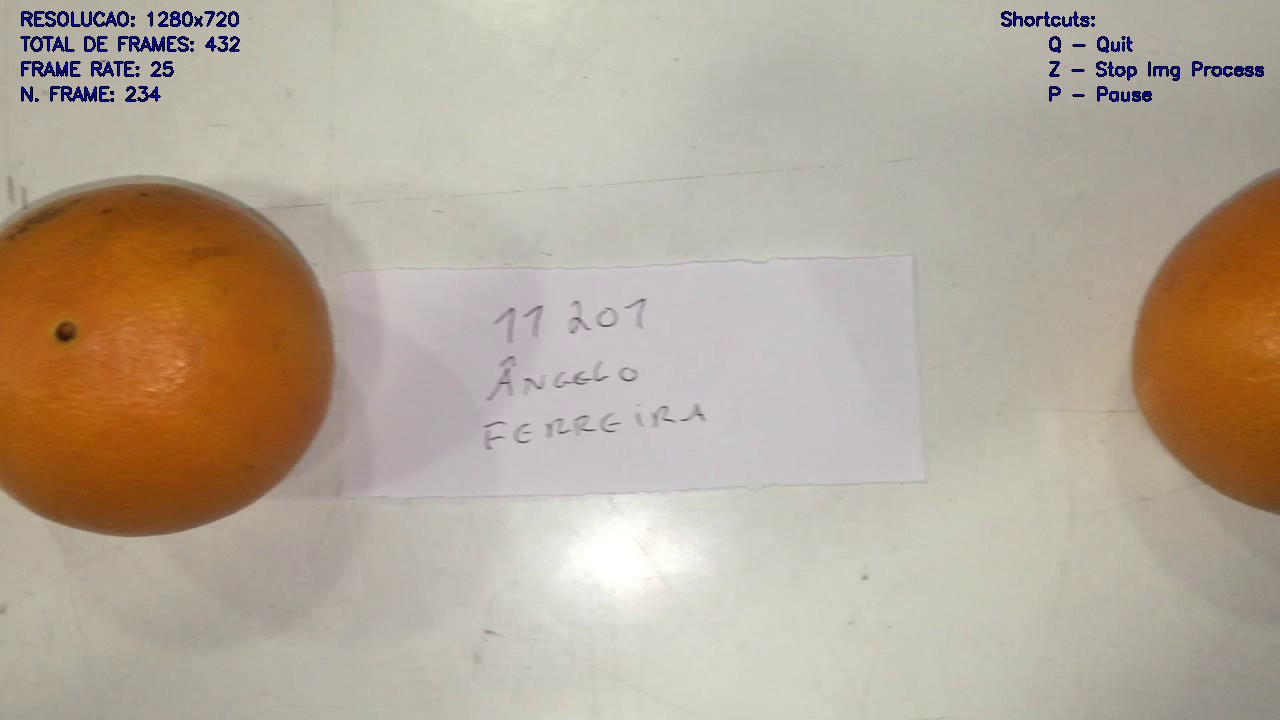 RESOLUCAO: 1280x720
TOTAL DE FRAMES: 432
FRAME RATE: 25
N. FRAME: 234
Shortcuts:
Q - Quit
Z - Stop Img Process
P - Pause
11 201
ÂNGELO
FERREIRA